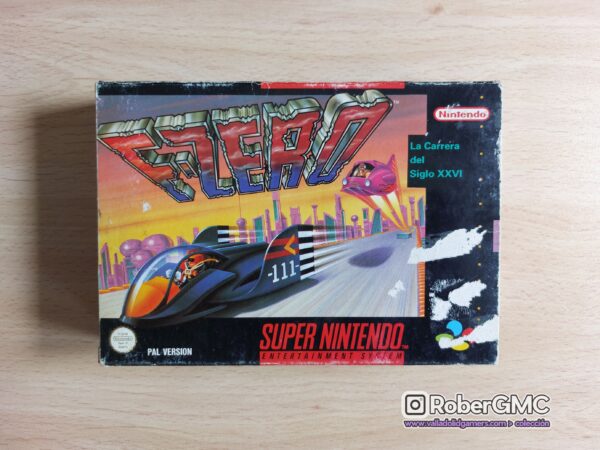 F-ZERO
TM
Nintendo
La Carrera
del
Siglo XXVI
-111-
PAL VERSION
SUPER NINTENDO
ENTERTAINMENT SYSTEM
RoberGMC
www.valladolidgamers.com > colección